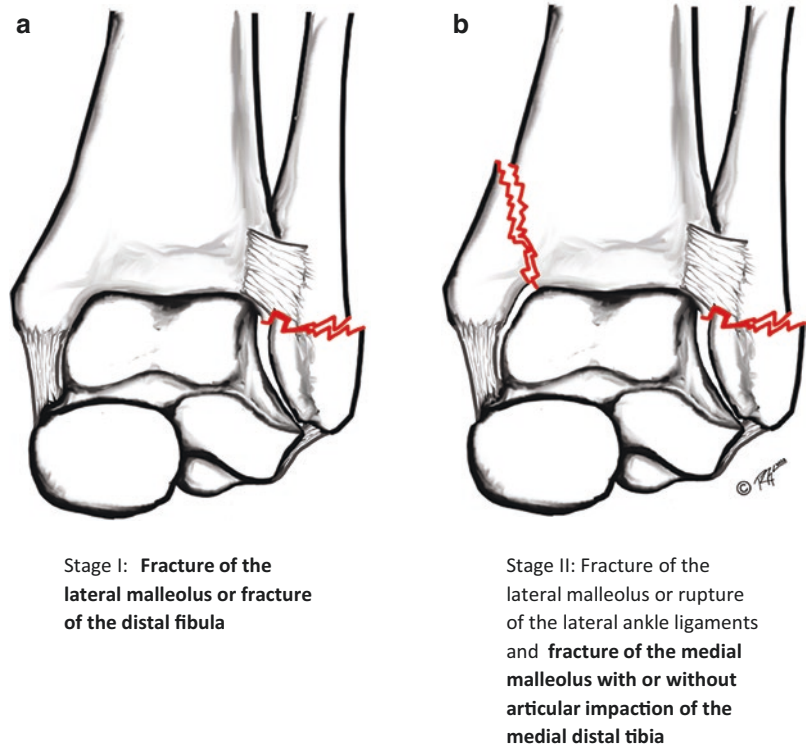 a
b
Stage I: Fracture of the
lateral malleolus or fracture
of the distal fibula
Stage II: Fracture of the
lateral malleolus or rupture
of the lateral ankle ligaments
and fracture of the medial
malleolus with or without
articular impaction of the
medial distal tibia
©